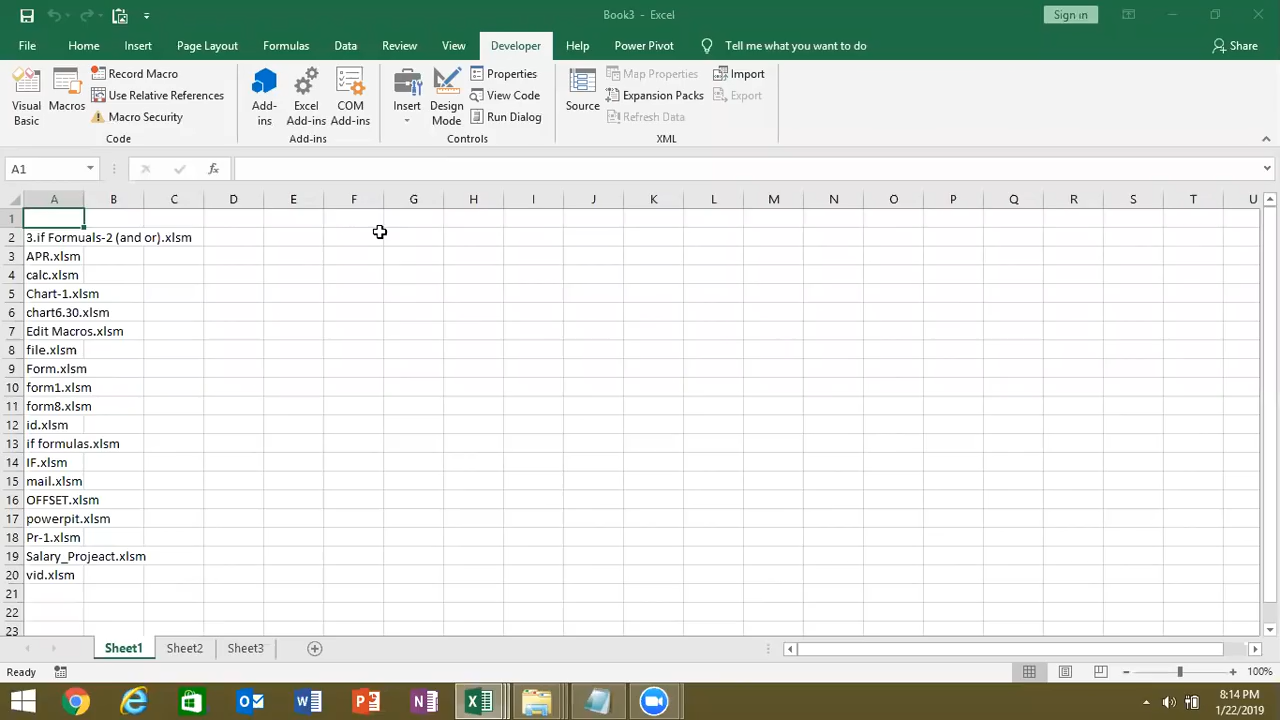 Book3 - Excel
Sign in
File Home Insert Page Layout Formulas Data Review View Developer Help Power Pivot Tell me what you want to do Share
Visual Basic
Macros
Record Macro
Use Relative References
Macro Security
Code
Add-ins
Excel Add-ins
COM Add-ins
Add-ins
Insert
Design Mode
Properties
View Code
Run Dialog
Controls
Source
Map Properties
Expansion Packs
Refresh Data
Import
Export
XML
A1
fx
A B C D E F G H I J K L M N O P Q R S T U
1
2 3.if Formuals-2 (and or).xlsm
3 APR.xlsm
4 calc.xlsm
5 Chart-1.xlsm
6 chart6.30.xlsm
7 Edit Macros.xlsm
8 file.xlsm
9 Form.xlsm
10 form1.xlsm
11 form8.xlsm
12 id.xlsm
13 if formulas.xlsm
14 IF.xlsm
15 mail.xlsm
16 OFFSET.xlsm
17 powerpit.xlsm
18 Pr-1.xlsm
19 Salary_Projeact.xlsm
20 vid.xlsm
21
22
23
Sheet1 Sheet2 Sheet3
Ready
100%
8:14 PM
1/22/2019